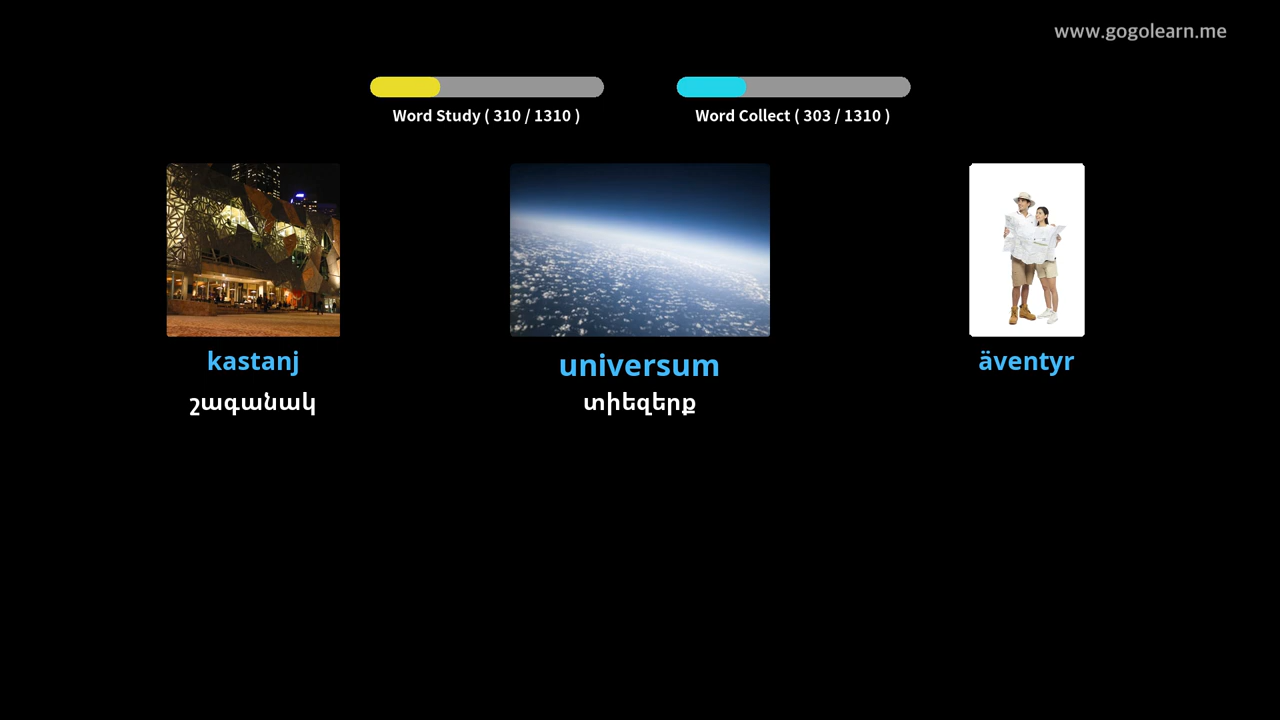 www.gogolearn.me
Word Study ( 310 / 1310 )
Word Collect ( 303 / 1310 )
kastanj
universum
äventyr
շագանակ
տիեզերք